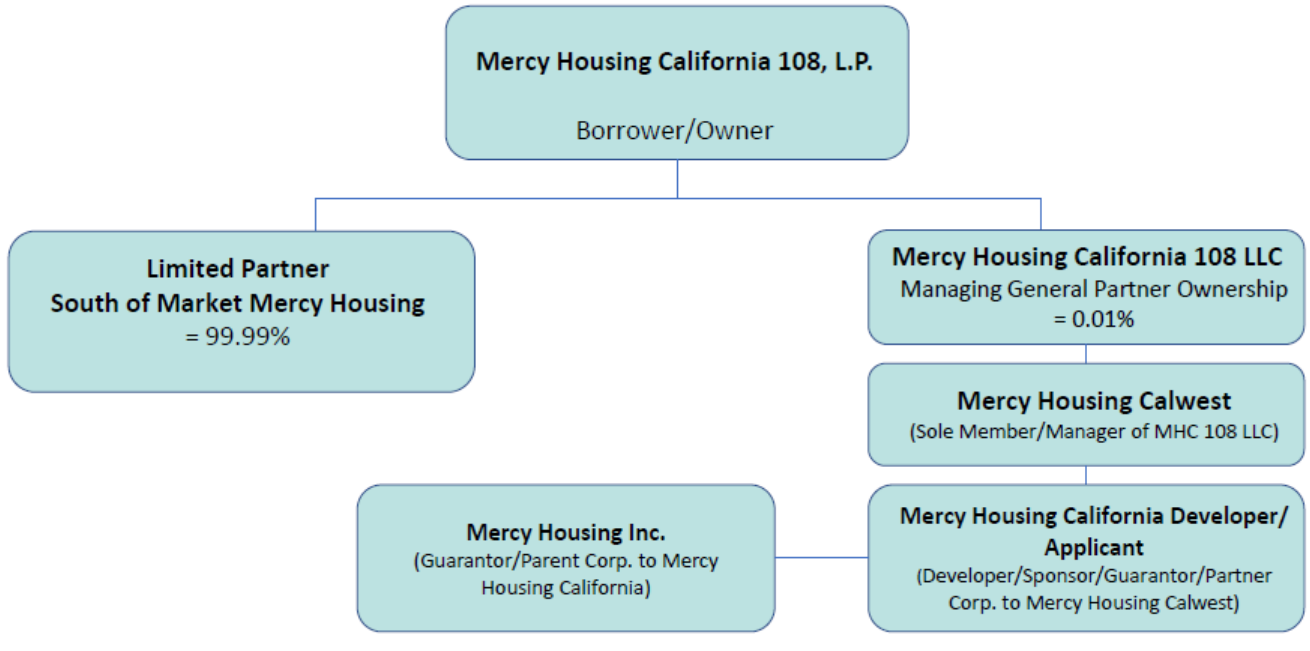 Mercy Housing California 108, L.P.
Borrower/Owner
Limited Partner
South of Market Mercy Housing
= 99.99%
Mercy Housing California 108 LLC
Managing General Partner Ownership
= 0.01%
Mercy Housing Calwest
(Sole Member/Manager of MHC 108 LLC)
Mercy Housing Inc.
(Guarantor/Parent Corp. to Mercy
Housing California)
Mercy Housing California Developer/
Applicant
(Developer/Sponsor/Guarantor/Partner
Corp. to Mercy Housing Calwest)